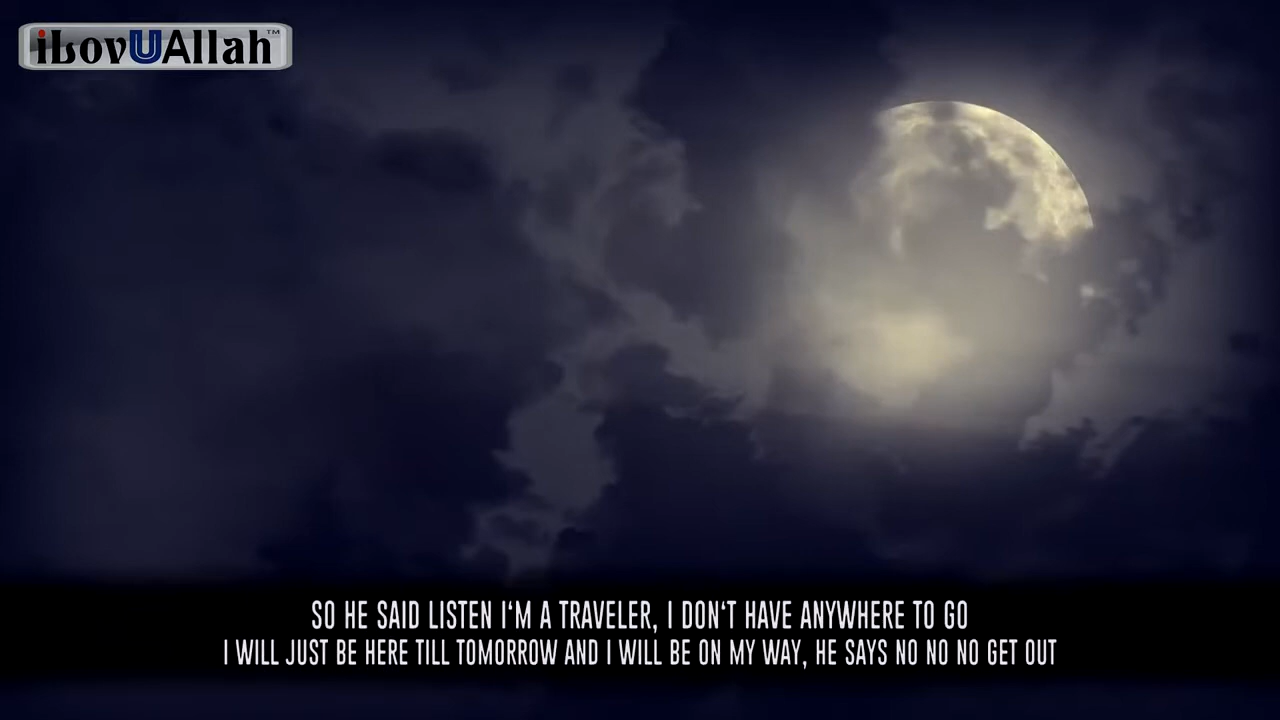 iLovUAllah™
SO HE SAID LISTEN I'M A TRAVELER, I DON'T HAVE ANYWHERE TO GO
I WILL JUST BE HERE TILL TOMORROW AND I WILL BE ON MY WAY, HE SAYS NO NO NO GET OUT